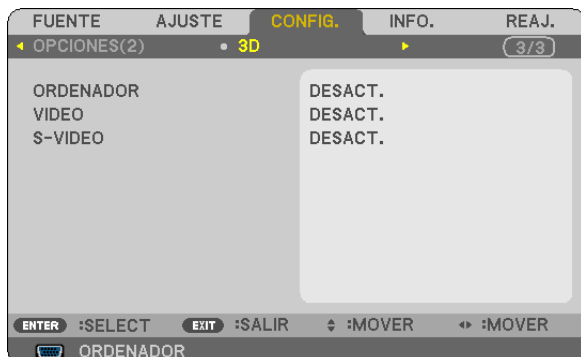 FUENTE AJUSTE CONFIG. INFO. REAJ.
OPCIONES(2) 3D 3/3
ORDENADOR DESACT.
VIDEO DESACT.
S-VIDEO DESACT.
ENTER :SELECT EXIT :SALIR :MOVER :MOVER
ORDENADOR